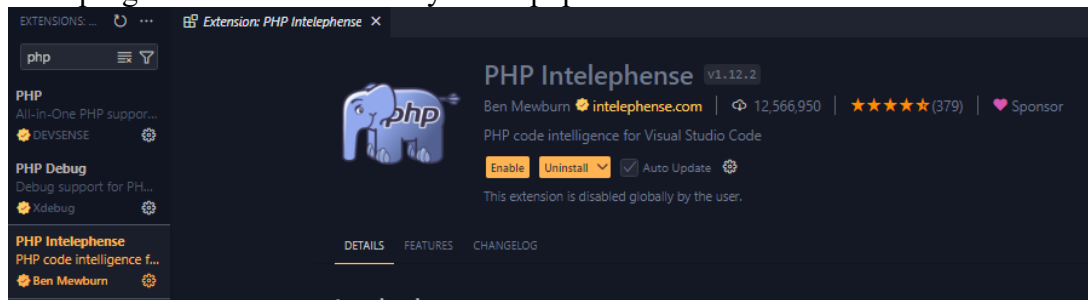 EXTENSIONS: ...
Extension: PHP Intelephense
php
PHP
All-in-One PHP suppor...
DEVSENSE
PHP Debug
Debug support for PH...
Xdebug
PHP Intelephense
PHP code intelligence f...
Ben Mewburn
php
PHP Intelephense v1.12.2
Ben Mewburn intelephense.com | 12,566,950 | (379) | Sponsor
PHP code intelligence for Visual Studio Code
Enable Uninstall Auto Update
This extension is disabled globally by the user.
DETAILS FEATURES CHANGELOG